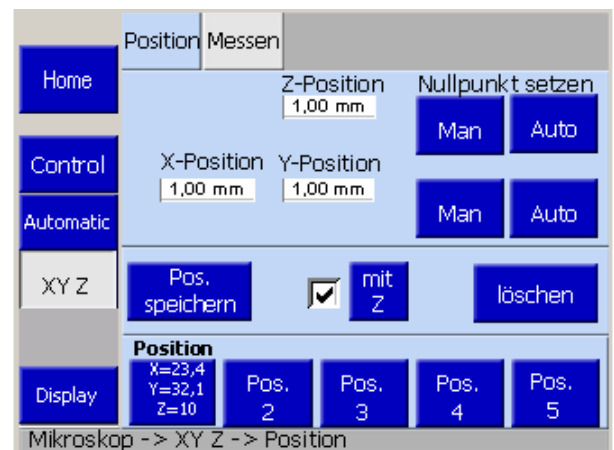 Position Messen
Home
Z-Position Nullpunkt setzen
1,00 mm
Man Auto
Control
X-Position Y-Position
1,00 mm 1,00 mm
Automatic
Man Auto
XY Z
Pos.
speichern
mit
Z
löschen
Position
X=23,4
Y=32,1
Z=10
Pos.
2
Pos.
3
Pos.
4
Pos.
5
Display
Mikroskop -> XY Z -> Position